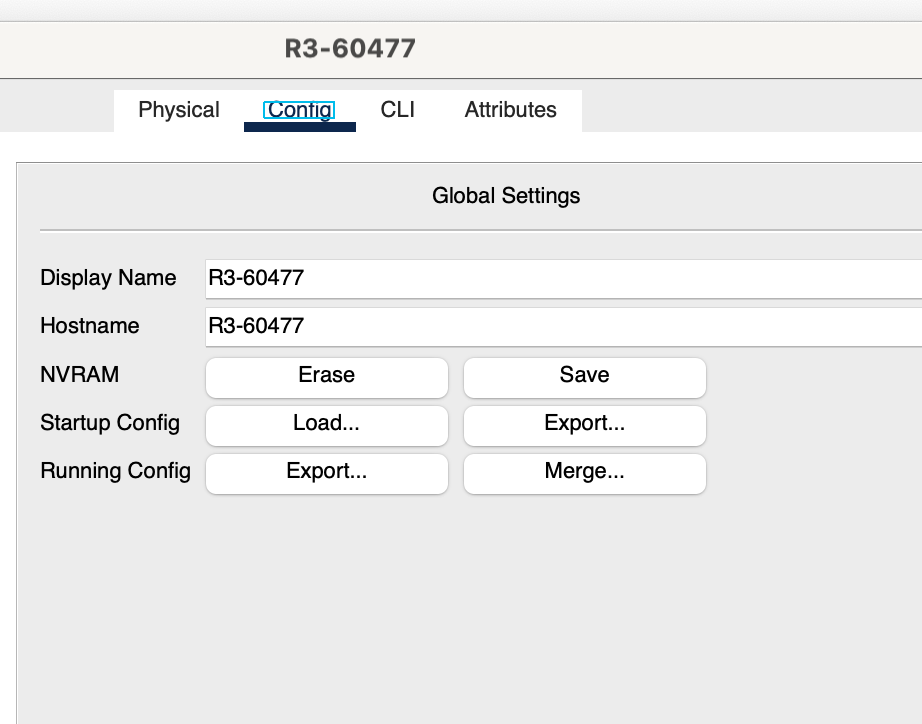 R3-60477
Physical Config CLI Attributes
Global Settings
Display Name R3-60477
Hostname R3-60477
NVRAM Erase Save
Startup Config Load... Export...
Running Config Export... Merge...